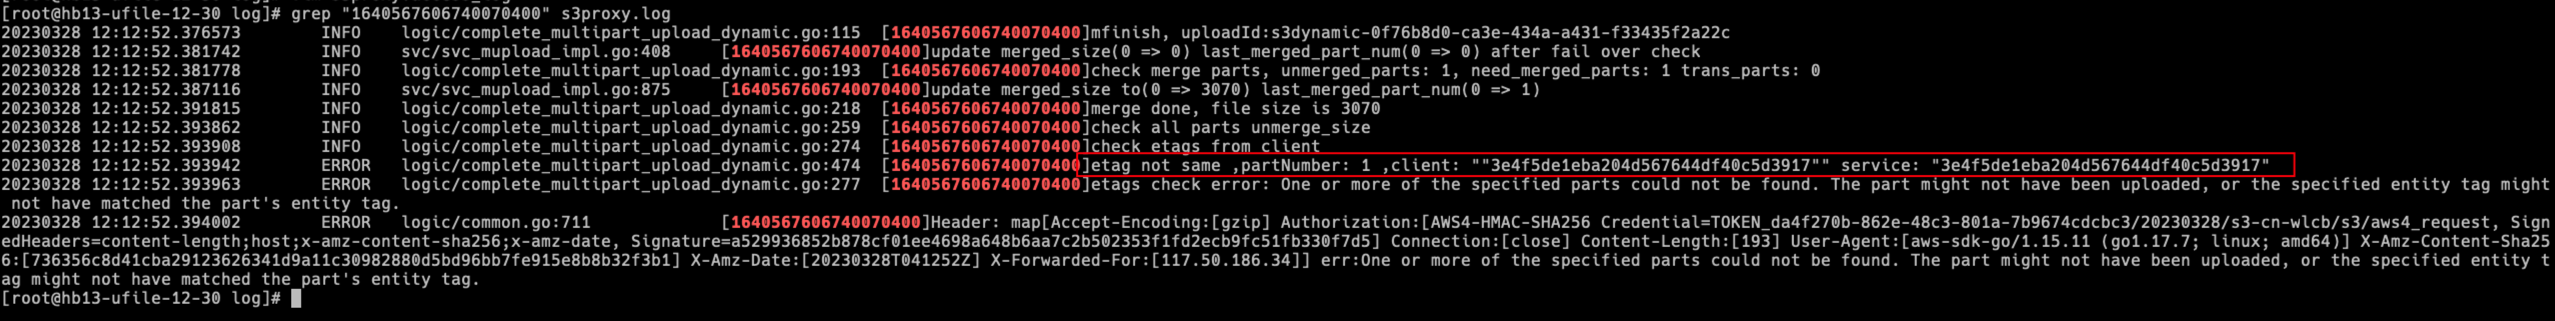 [root@hb13-ufile-12-30 log]# grep "1640567606740070400" s3proxy.log
20230328 12:12:52.376573 INFO logic/complete_multipart_upload_dynamic.go:115 [1640567606740070400]mfinish, uploadId:s3dynamic-0f76b8d0-ca3e-434a-a431-f33435f2a22c
20230328 12:12:52.381742 INFO svc/svc_mupload_impl.go:408 [1640567606740070400]update merged_size(0 => 0) last_merged_part_num(0 => 0) after fail over check
20230328 12:12:52.381778 INFO logic/complete_multipart_upload_dynamic.go:193 [1640567606740070400]check merge parts, unmerged_parts: 1, need_merged_parts: 1 trans_parts: 0
20230328 12:12:52.387116 INFO svc/svc_mupload_impl.go:875 [1640567606740070400]update merged_size to(0 => 3070) last_merged_part_num(0 => 1)
20230328 12:12:52.391815 INFO logic/complete_multipart_upload_dynamic.go:218 [1640567606740070400]merge done, file size is 3070
20230328 12:12:52.393862 INFO logic/complete_multipart_upload_dynamic.go:259 [1640567606740070400]check all parts unmerge_size
20230328 12:12:52.393908 INFO logic/complete_multipart_upload_dynamic.go:274 [1640567606740070400]check etags from client
20230328 12:12:52.393942 ERROR logic/complete_multipart_upload_dynamic.go:474 [1640567606740070400]etag not same ,partNumber: 1 ,client: ""3e4f5de1eba204d567644df40c5d3917"" service: "3e4f5de1eba204d567644df40c5d3917"
20230328 12:12:52.393963 ERROR logic/complete_multipart_upload_dynamic.go:277 [1640567606740070400]etags check error: One or more of the specified parts could not be found. The part might not have been uploaded, or the specified entity tag might
not have matched the part's entity tag.
20230328 12:12:52.394002 ERROR logic/common.go:711 [1640567606740070400]Header: map[Accept-Encoding:[gzip] Authorization:[AWS4-HMAC-SHA256 Credential=TOKEN_da4f270b-862e-48c3-801a-7b9674cdcbc3/20230328/s3-cn-wlcb/s3/aws4_request, Sign
edHeaders=content-length;host;x-amz-content-sha256;x-amz-date, Signature=a529936852b878cf01ee4698a648b6aa7c2b502353f1fd2ecb9fc51fb330f7d5] Connection:[close] Content-Length:[193] User-Agent:[aws-sdk-go/1.15.11 (go1.17.7; linux; amd64)] X-Amz-Content-Sha25
6:[736356c8d41cba29123626341d9a11c30982880d5bd96bb7fe915e8b8b32f3b1] X-Amz-Date:[20230328T041252Z] X-Forwarded-For:[117.50.186.34]] err:One or more of the specified parts could not be found. The part might not have been uploaded, or the specified entity t
ag might not have matched the part's entity tag.
[root@hb13-ufile-12-30 log]#